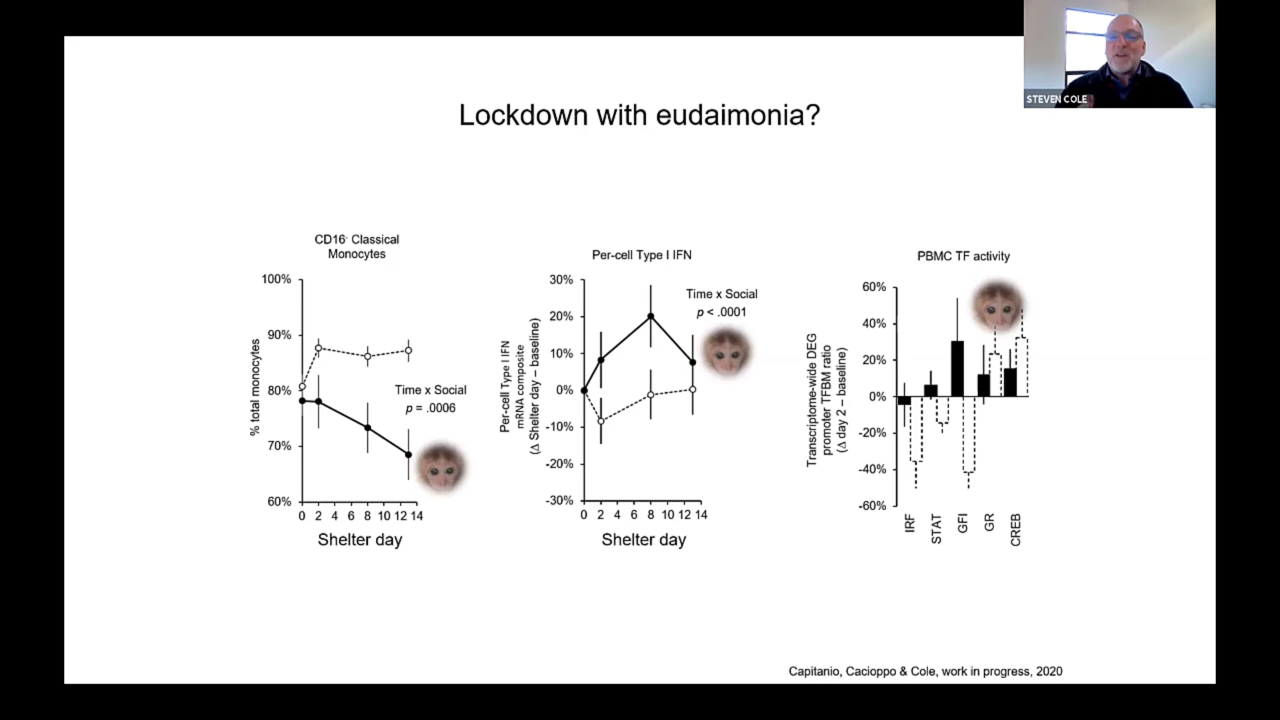 STEVEN COLE
Lockdown with eudaimonia?
CD16- Classical
Monocytes
% total monocytes
100%
90%
80%
70%
60%
Time x Social
p = .0006
0 2 4 6 8 10 12 14
Shelter day
Per-cell Type I IFN
Per-cell Type I IFN
mRNA composite
(Δ Shelter day – baseline)
30%
20%
10%
0%
-10%
-20%
-30%
Time x Social
p < .0001
0 2 4 6 8 10 12 14
Shelter day
PBMC TF activity
Transcriptome-wide DEG
promoter TFBM ratio
(Δ day 2 – baseline)
60%
40%
20%
0%
-20%
-40%
-60%
IRF
STAT
GFI
GR
CREB
Capitanio, Cacioppo & Cole, work in progress, 2020